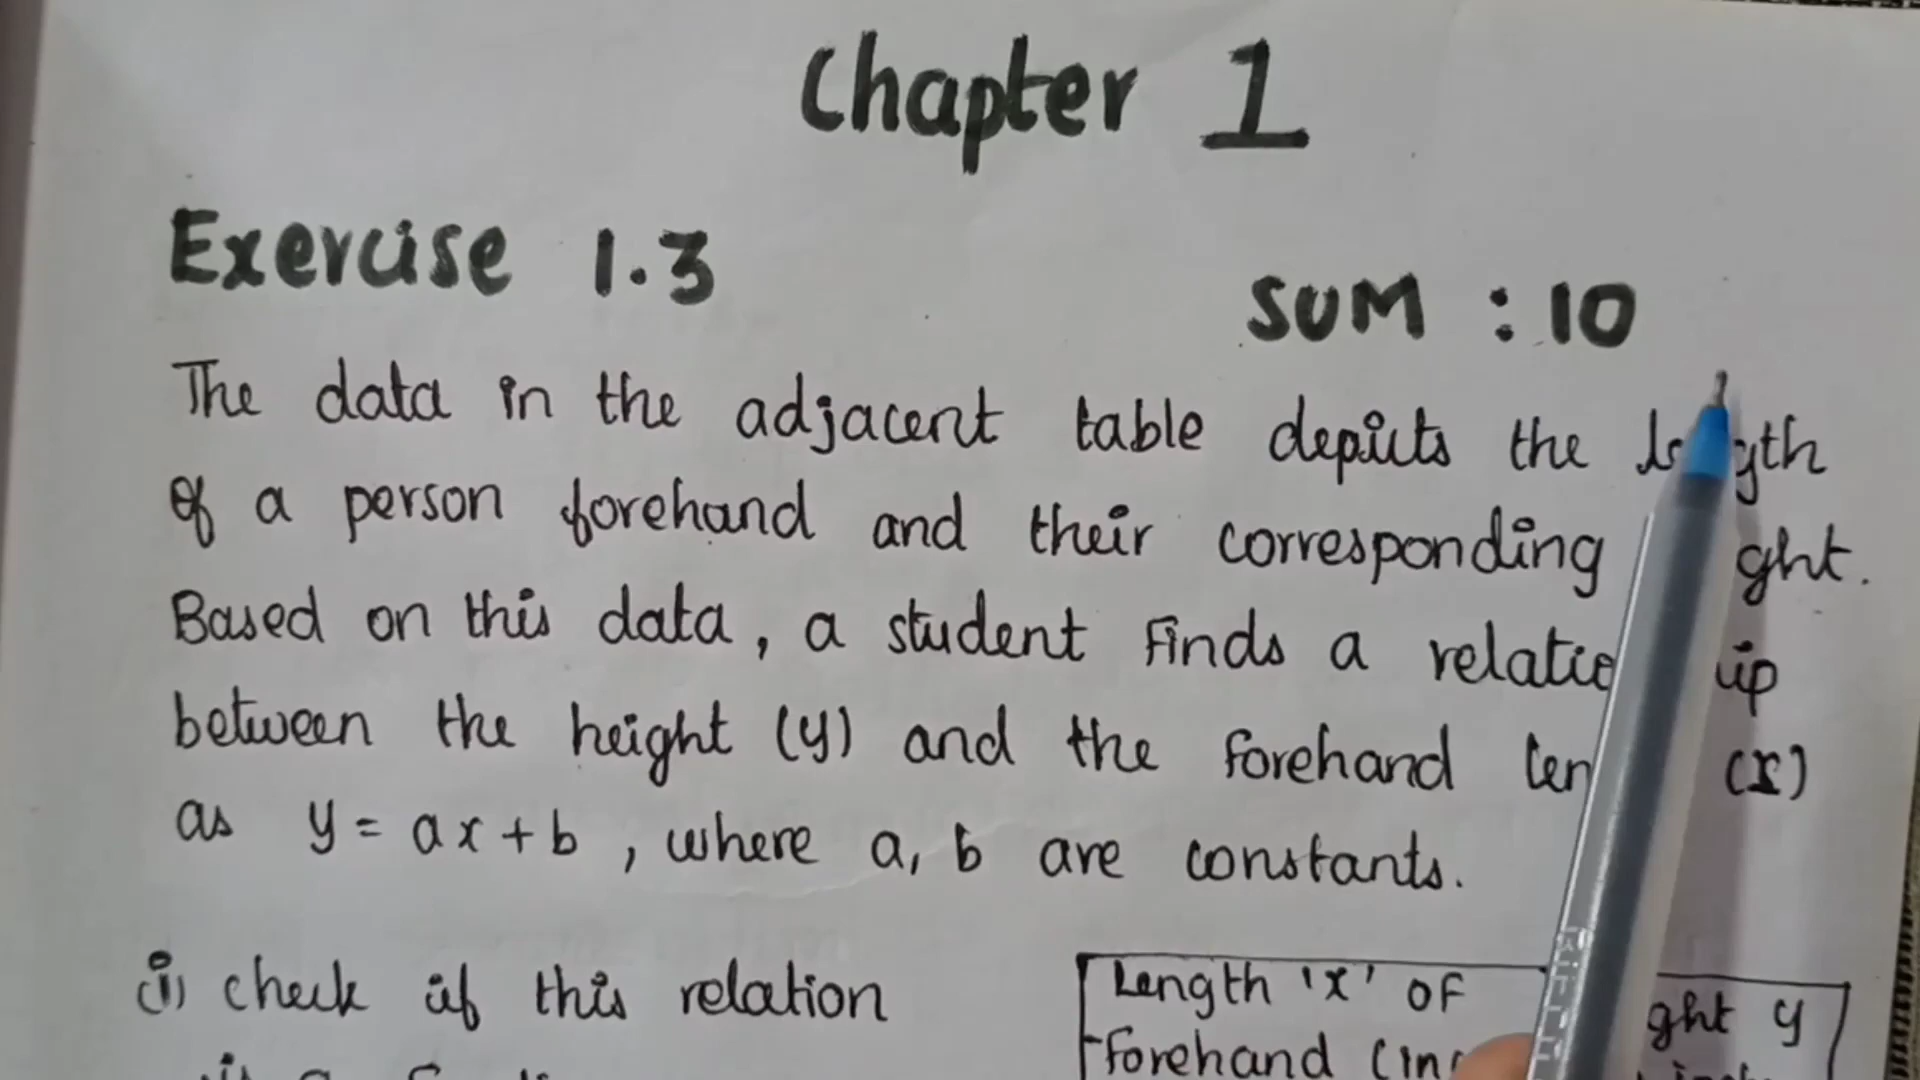 Chapter 1
Exercise 1.3
SUM : 10
The data in the adjacent table depicts the
of a person forehand and their corresponding
Based on this data, a student finds a
between the height (y) and the forehand (x)
as y = ax + b , where a, b are constants.
(i) check if this relation
Length 'x' of y
Forehand